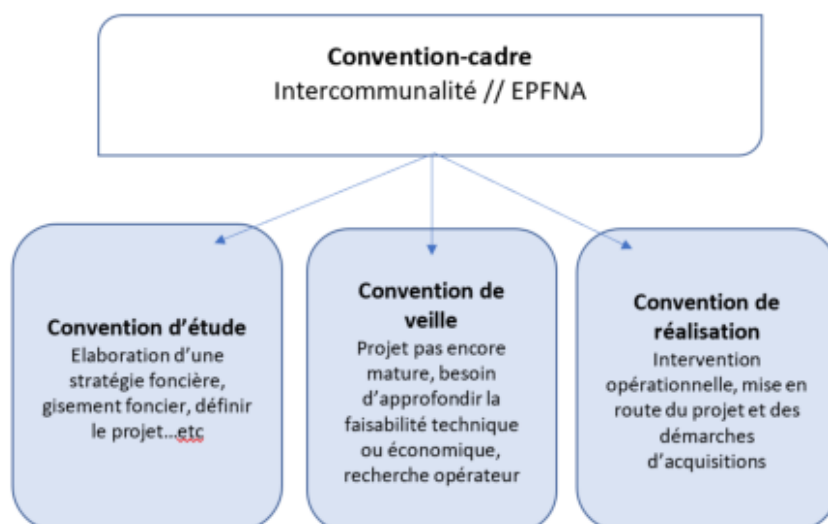 Convention-cadre
Intercommunalité // EPFNA
Convention d'étude
Elaboration d'une
stratégie foncière,
gisement foncier, définir
le projet...etc
Convention de
veille
Projet pas encore
mature, besoin
d'approfondir la
faisabilité technique
ou économique,
recherche opérateur
Convention de
réalisation
Intervention
opérationnelle, mise en
route du projet et des
démarches
d'acquisitions